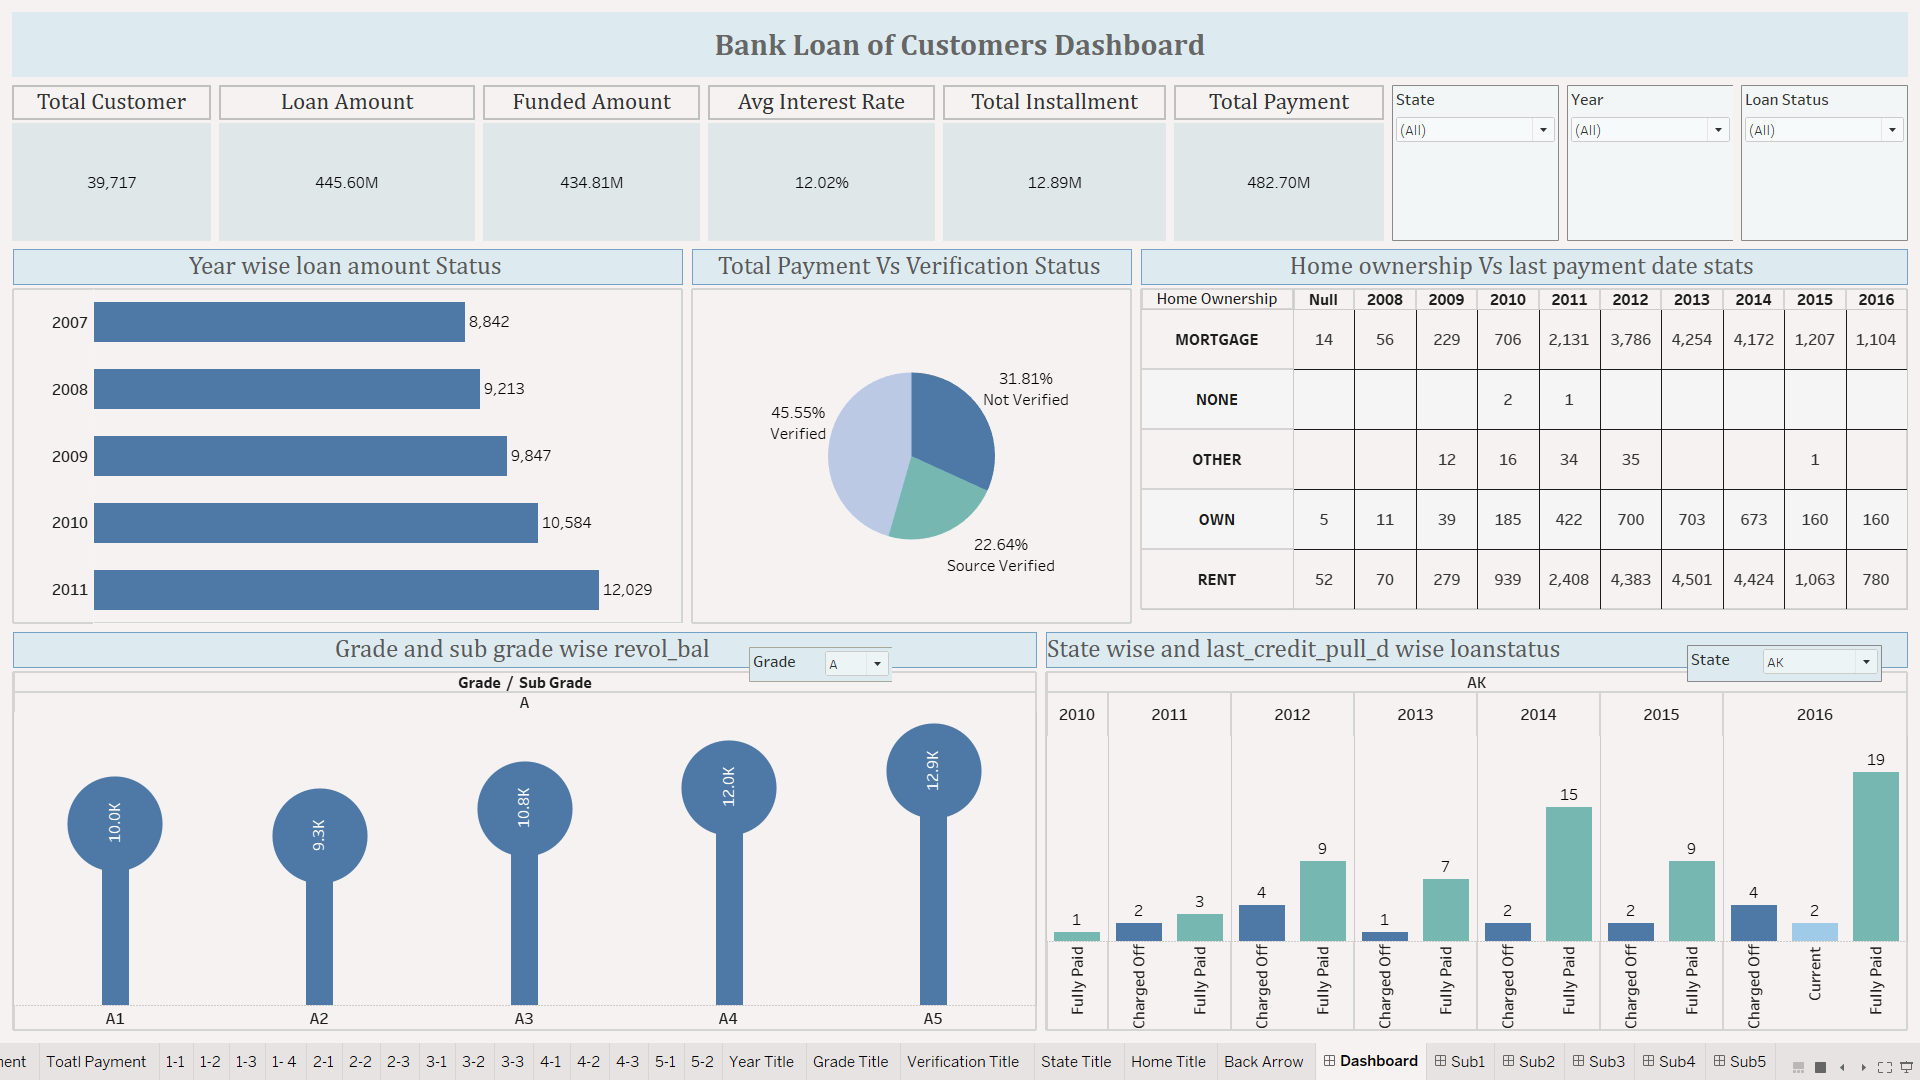 Bank Loan of Customers Dashboard
Total Customer
Loan Amount
Funded Amount
Avg Interest Rate
Total Installment
Total Payment
State
Year
Loan Status
(All)
(All)
(All)
39,717
445.60M
434.81M
12.02%
12.89M
482.70M
Year wise loan amount Status
2007 8,842
2008 9,213
2009 9,847
2010 10,584
2011 12,029
Total Payment Vs Verification Status
31.81%
Not Verified
45.55%
Verified
22.64%
Source Verified
Home ownership Vs last payment date stats
Home Ownership Null 2008 2009 2010 2011 2012 2013 2014 2015 2016
MORTGAGE 14 56 229 706 2,131 3,786 4,254 4,172 1,207 1,104
NONE 2 1
OTHER 12 16 34 35 1
OWN 5 11 39 185 422 700 703 673 160 160
RENT 52 70 279 939 2,408 4,383 4,501 4,424 1,063 780
Grade and sub grade wise revol_bal
Grade A
Grade / Sub Grade
A
10.0K 9.3K 10.8K 12.0K 12.9K
A1 A2 A3 A4 A5
State wise and last_credit_pull_d wise loanstatus
State AK
AK
2010 2011 2012 2013 2014 2015 2016
1 2 3 4 9 1 7 2 15 2 9 4 2 19
Fully Paid
Charged Off
Fully Paid
Charged Off
Fully Paid
Charged Off
Fully Paid
Charged Off
Fully Paid
Charged Off
Fully Paid
Charged Off
Current
Fully Paid
nent Toatl Payment 1-1 1-2 1-3 1- 4 2-1 2-2 2-3 3-1 3-2 3-3 4-1 4-2 4-3 5-1 5-2 Year Title Grade Title Verification Title State Title Home Title Back Arrow Dashboard Sub1 Sub2 Sub3 Sub4 Sub5